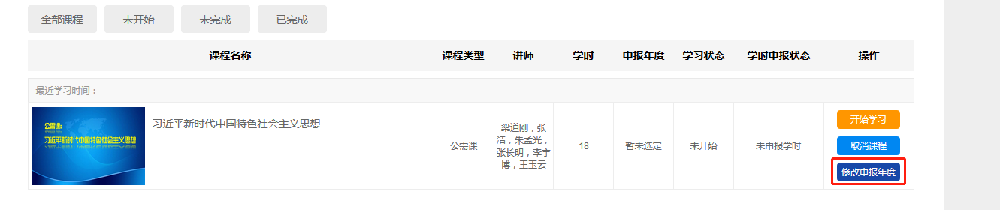 全部课程
未开始
未完成
已完成
课程名称
课程类型
讲师
学时
申报年度
学习状态
学时申报状态
操作
最近学习时间：
公需课:
习近平新时代中国特色社会主义思想
习近平新时代中国特色社会主义思想
公需课
梁道刚，张
浩，朱孟光，
张长明，李宇
博，王玉云
18
暂未选定
未开始
未申报学时
开始学习
取消课程
修改申报年度